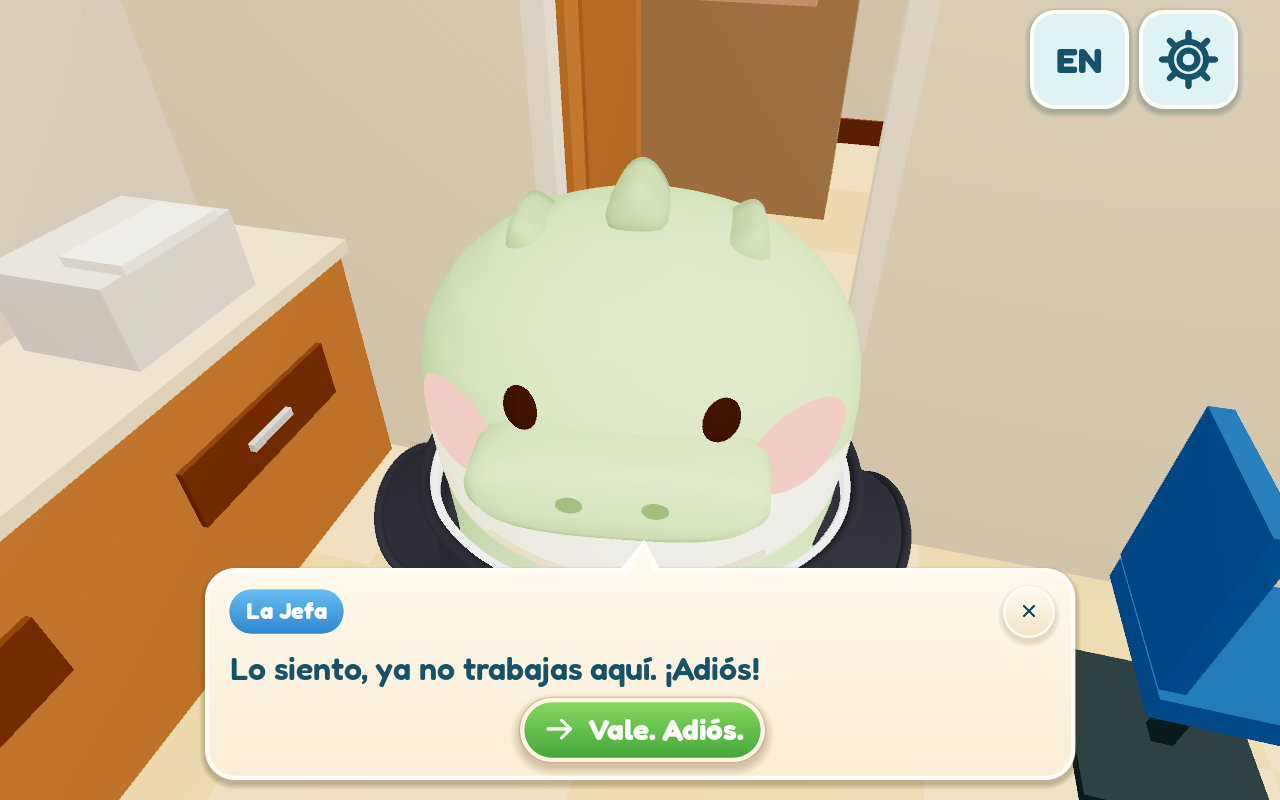 EN
La Jefa
Lo siento, ya no trabajas aquí. ¡Adiós!
Vale. Adiós.